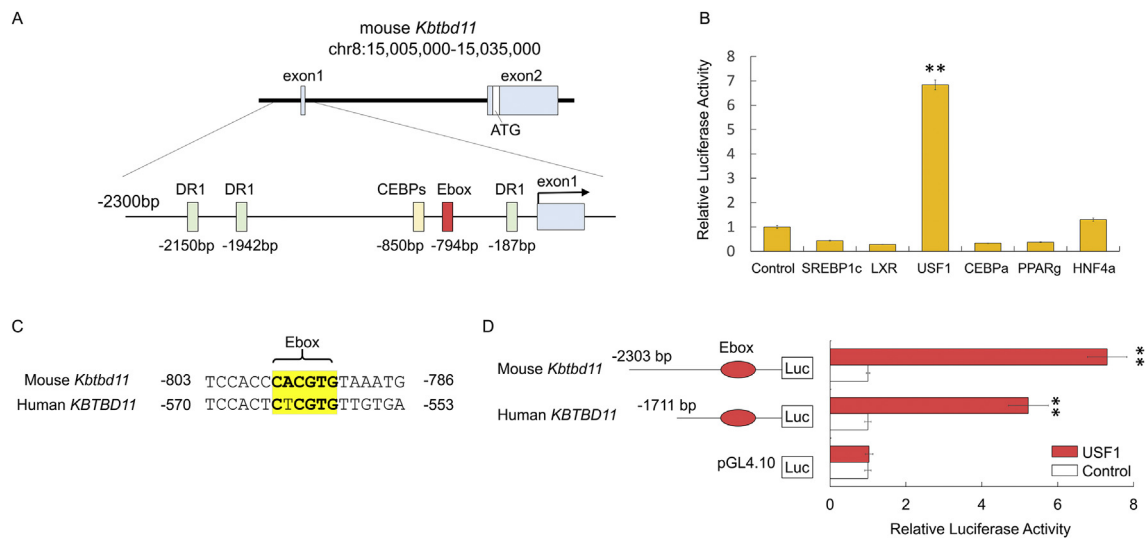 A
mouse Kbtbd11
chr8:15,005,000-15,035,000
exon1
exon2
ATG
-2300bp
DR1
DR1
CEBPs
Ebox
DR1
exon1
-2150bp
-1942bp
-850bp
-794bp
-187bp
B
Relative Luciferase Activity
8
7
6
5
4
3
2
1
0
**
Control
SREBP1c
LXR
USF1
CEBPa
PPARg
HNF4a
C
Ebox
Mouse Kbtbd11 -803 TCCACCCACGTGTAAATG -786
Human KBTBD11 -570 TCCACTCTCGTGTTGTGA -553
D
Mouse Kbtbd11
-2303 bp
Ebox
Luc
**
Human KBTBD11
-1711 bp
Luc
**
pGL4.10
Luc
USF1
Control
0 2 4 6 8
Relative Luciferase Activity